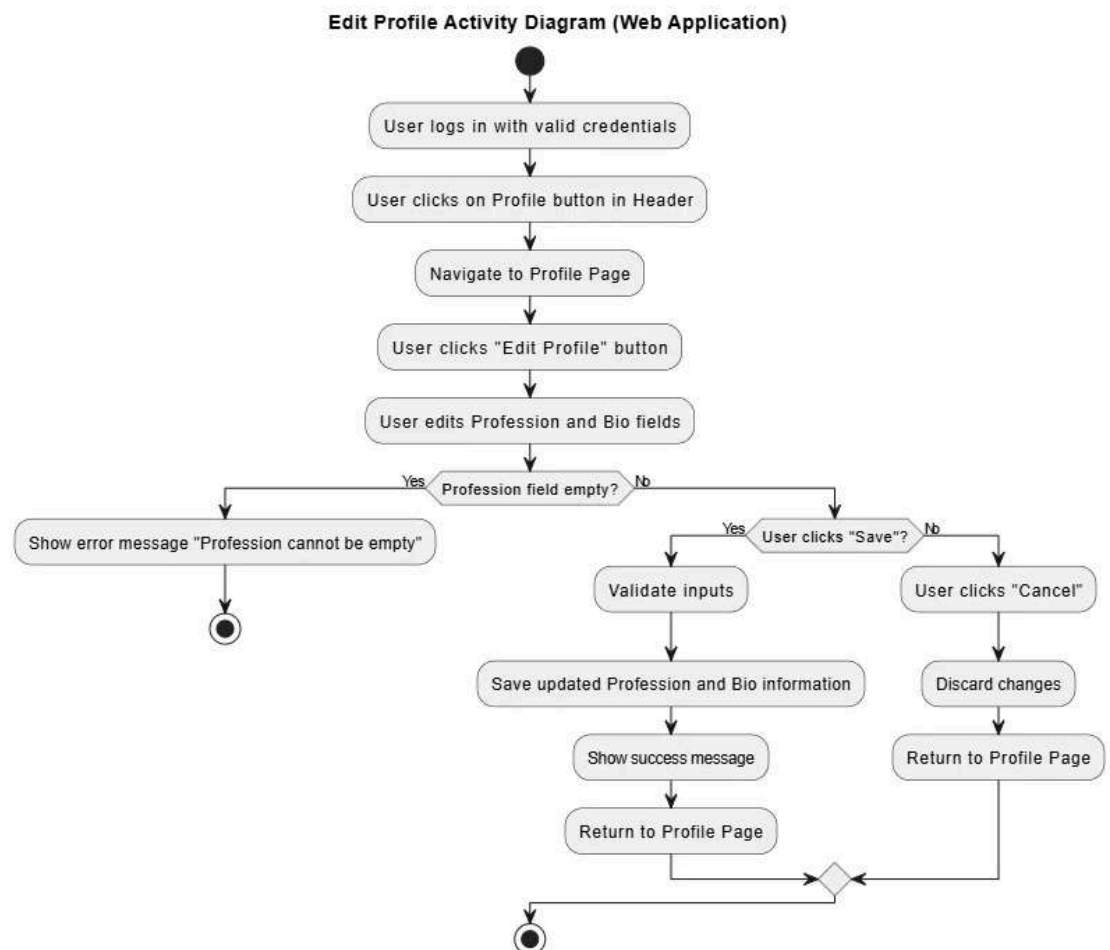 Edit Profile Activity Diagram (Web Application)
User logs in with valid credentials
User clicks on Profile button in Header
Navigate to Profile Page
User clicks "Edit Profile" button
User edits Profession and Bio fields
Yes
Profession field empty?
No
Show error message "Profession cannot be empty"
Yes
User clicks "Save"?
No
Validate inputs
User clicks "Cancel"
Save updated Profession and Bio information
Discard changes
Show success message
Return to Profile Page
Return to Profile Page